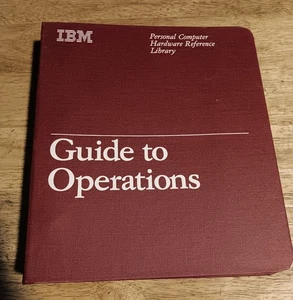 IBM
Personal Computer
Hardware Reference
Library
Guide to
Operations